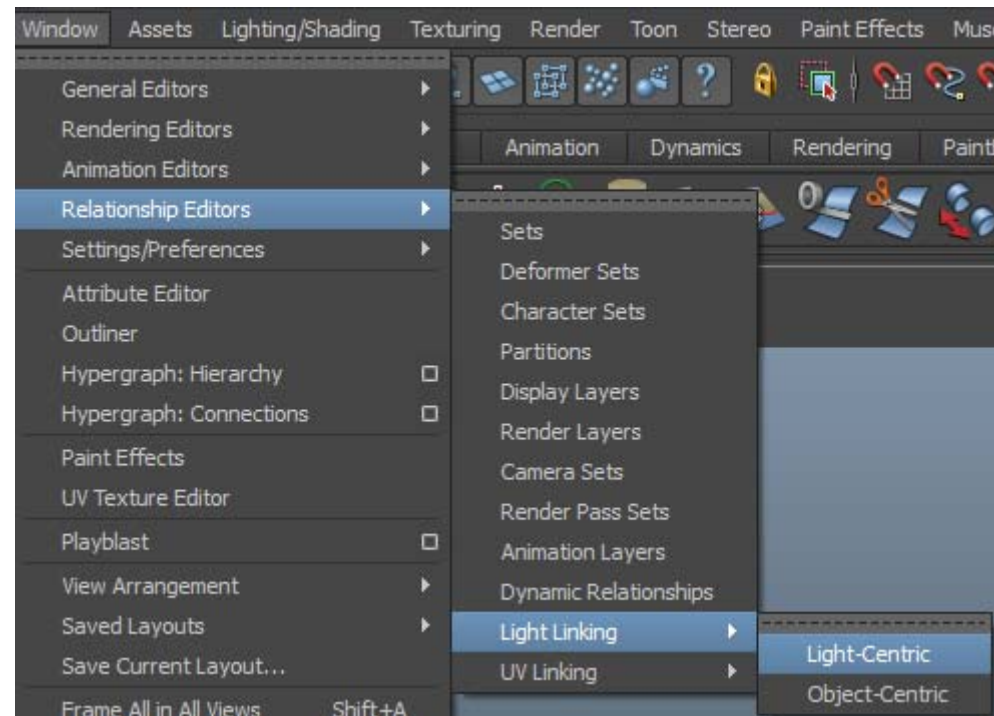 Window Assets Lighting/Shading Texturing Render Toon Stereo Paint Effects
General Editors
Rendering Editors
Animation Editors
Relationship Editors
Settings/Preferences
Attribute Editor
Outliner
Hypergraph: Hierarchy
Hypergraph: Connections
Paint Effects
UV Texture Editor
Playblast
View Arrangement
Saved Layouts
Save Current Layout...
Frame All in All Views Shift+A
Animation Dynamics Rendering
Sets
Deformer Sets
Character Sets
Partitions
Display Layers
Render Layers
Camera Sets
Render Pass Sets
Animation Layers
Dynamic Relationships
Light Linking
UV Linking
Light-Centric
Object-Centric